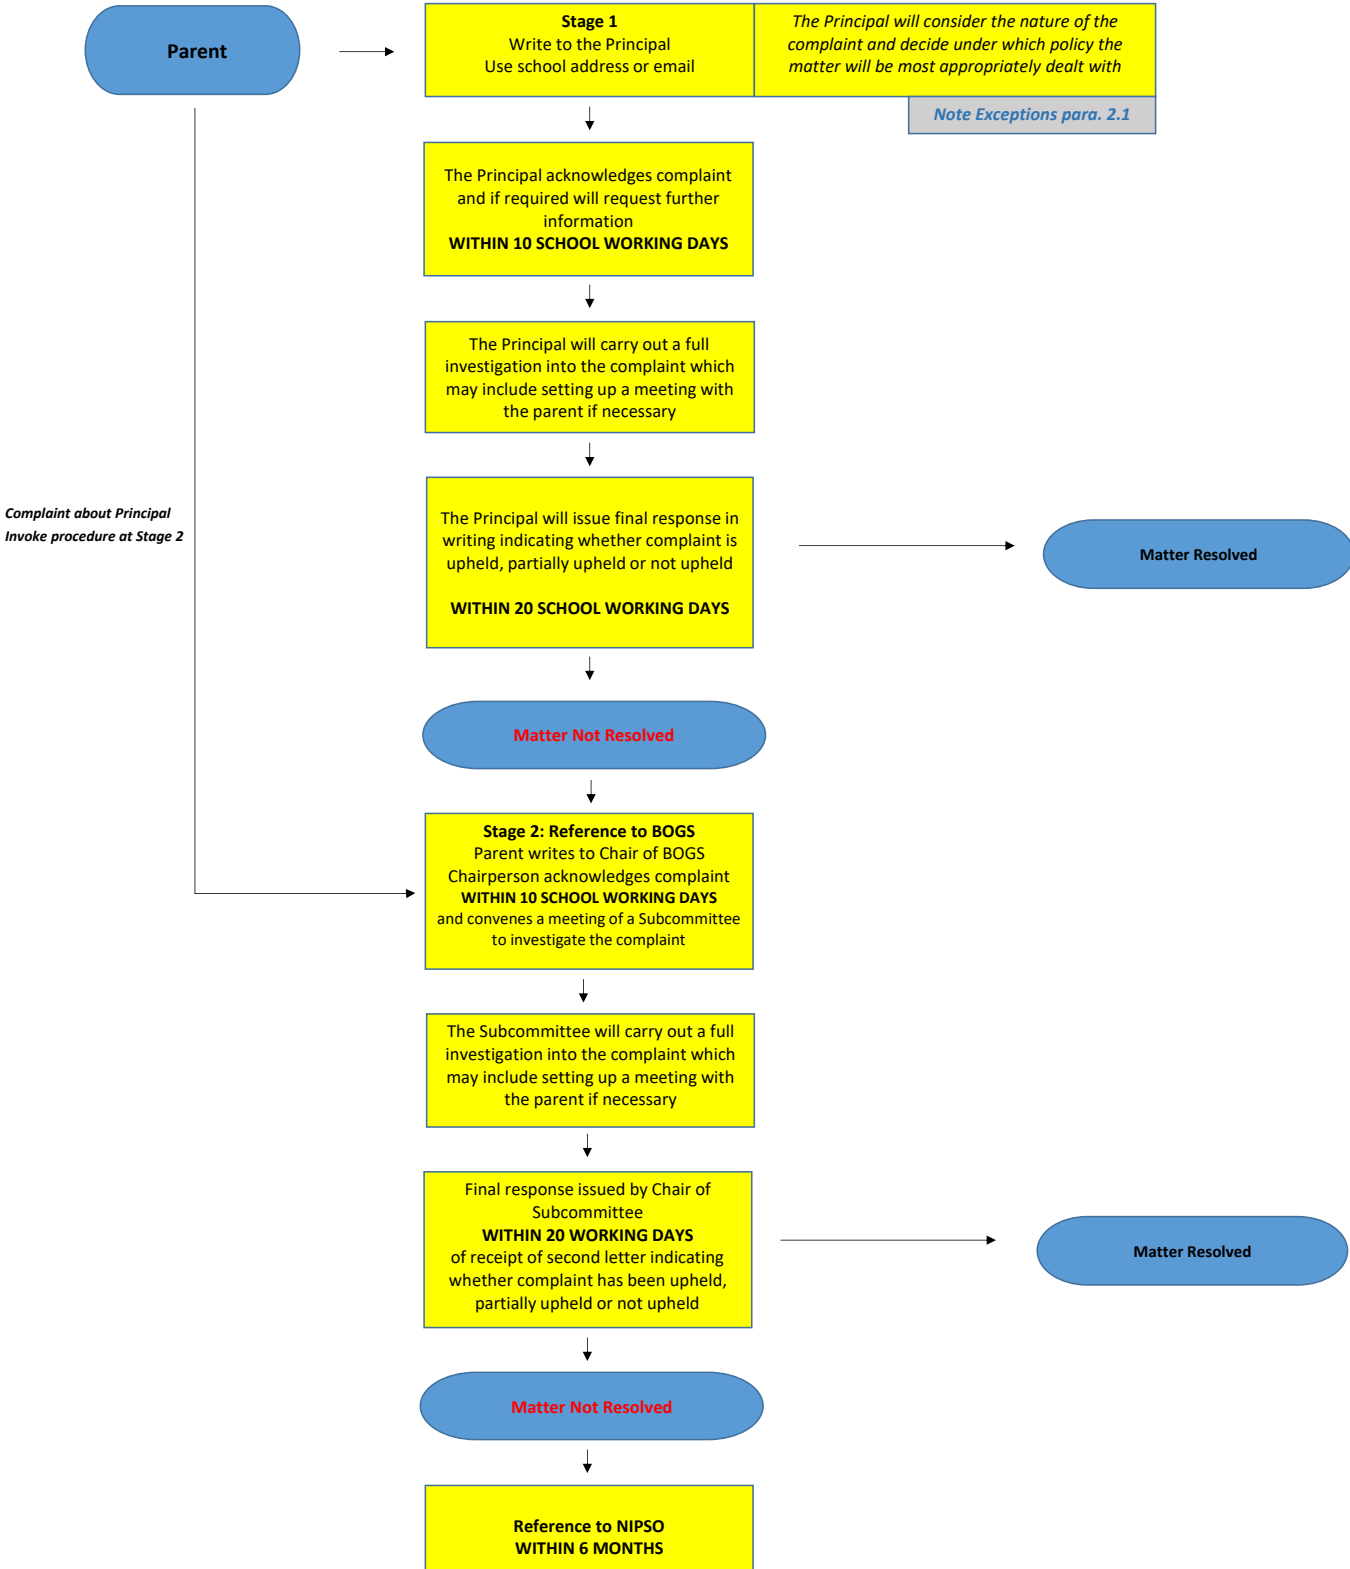 Parent
Stage 1
Write to the Principal
Use school address or email
The Principal will consider the nature of the
complaint and decide under which policy the
matter will be most appropriately dealt with
Note Exceptions para. 2.1
The Principal acknowledges complaint
and if required will request further
information
WITHIN 10 SCHOOL WORKING DAYS
The Principal will carry out a full
investigation into the complaint which
may include setting up a meeting with
the parent if necessary
Complaint about Principal
Invoke procedure at Stage 2
The Principal will issue final response in
writing indicating whether complaint is
upheld, partially upheld or not upheld
WITHIN 20 SCHOOL WORKING DAYS
Matter Resolved
Matter Not Resolved
Stage 2: Reference to BOGS
Parent writes to Chair of BOGS
Chairperson acknowledges complaint
WITHIN 10 SCHOOL WORKING DAYS
and convenes a meeting of a Subcommittee
to investigate the complaint
The Subcommittee will carry out a full
investigation into the complaint which
may include setting up a meeting with
the parent if necessary
Final response issued by Chair of
Subcommittee
WITHIN 20 WORKING DAYS
of receipt of second letter indicating
whether complaint has been upheld,
partially upheld or not upheld
Matter Resolved
Matter Not Resolved
Reference to NIPSO
WITHIN 6 MONTHS